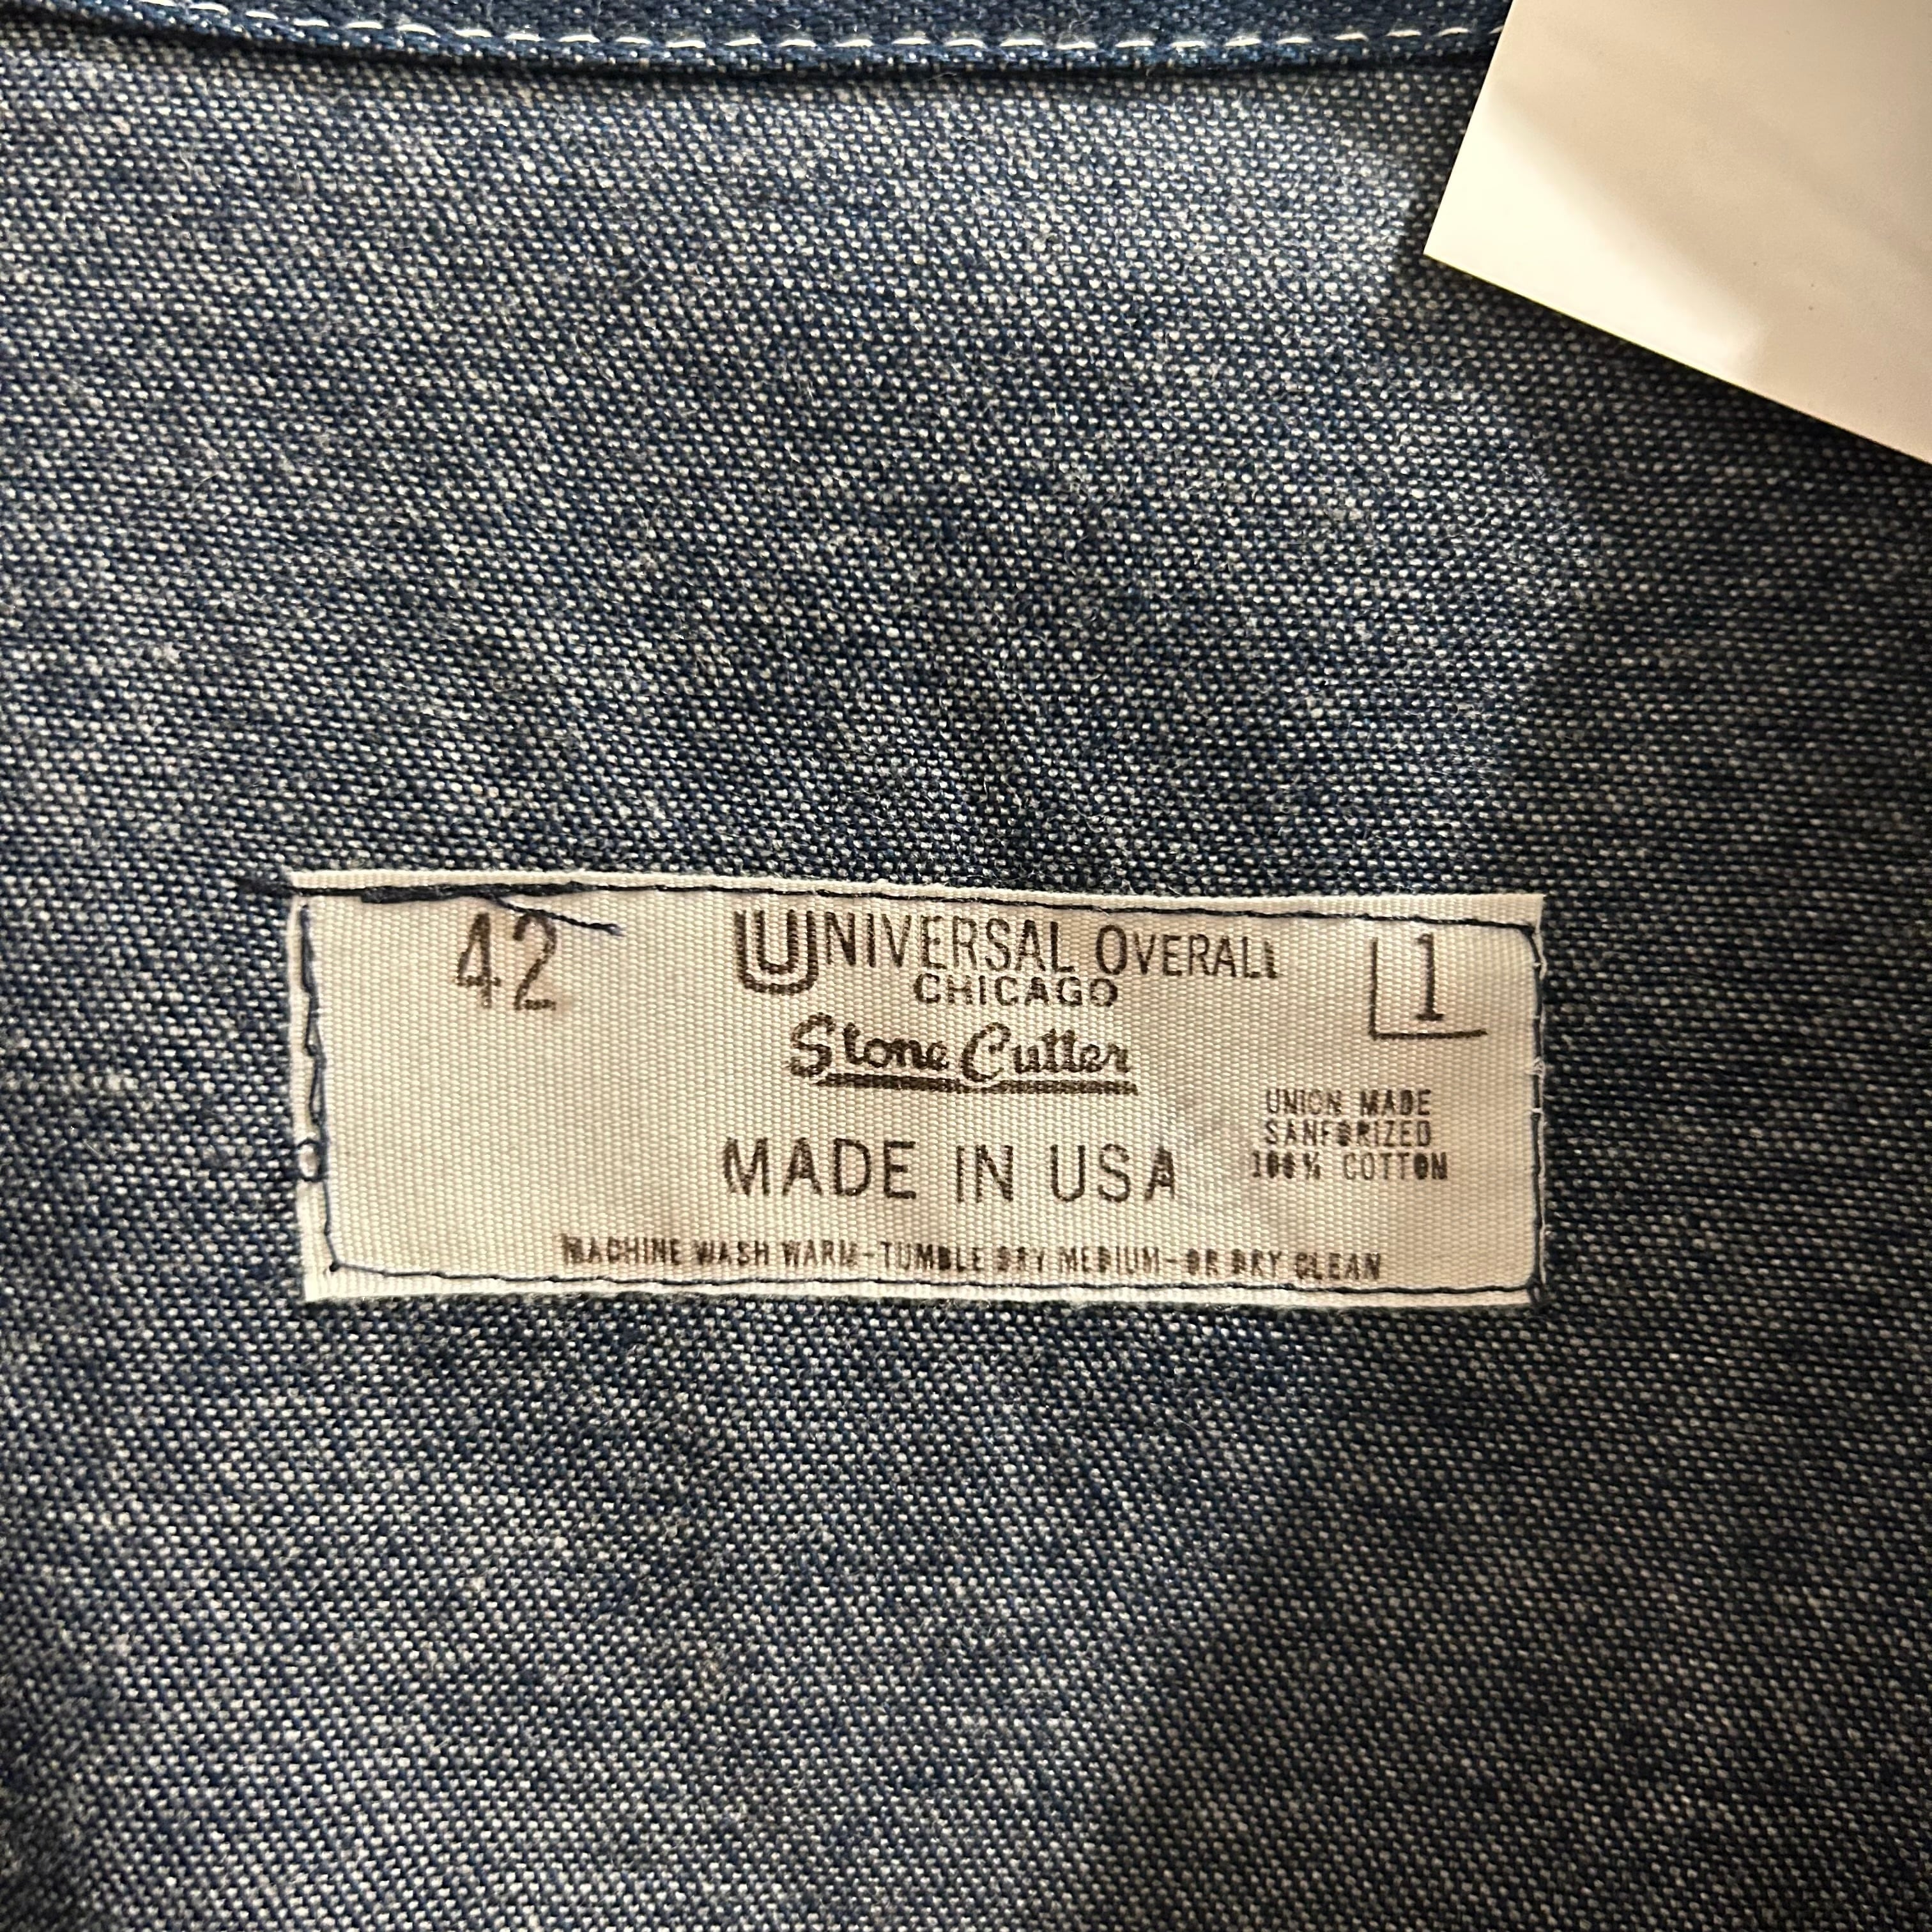 42
UNIVERSAL OVERALL
1
CHICAGO
Stone Cutter
UNION MADE
SANFORIZED
100% COTTON
MADE IN USA
MACHINE WASH WARM-TUMBLE DRY MEDIUM-OR DRY CLEAN